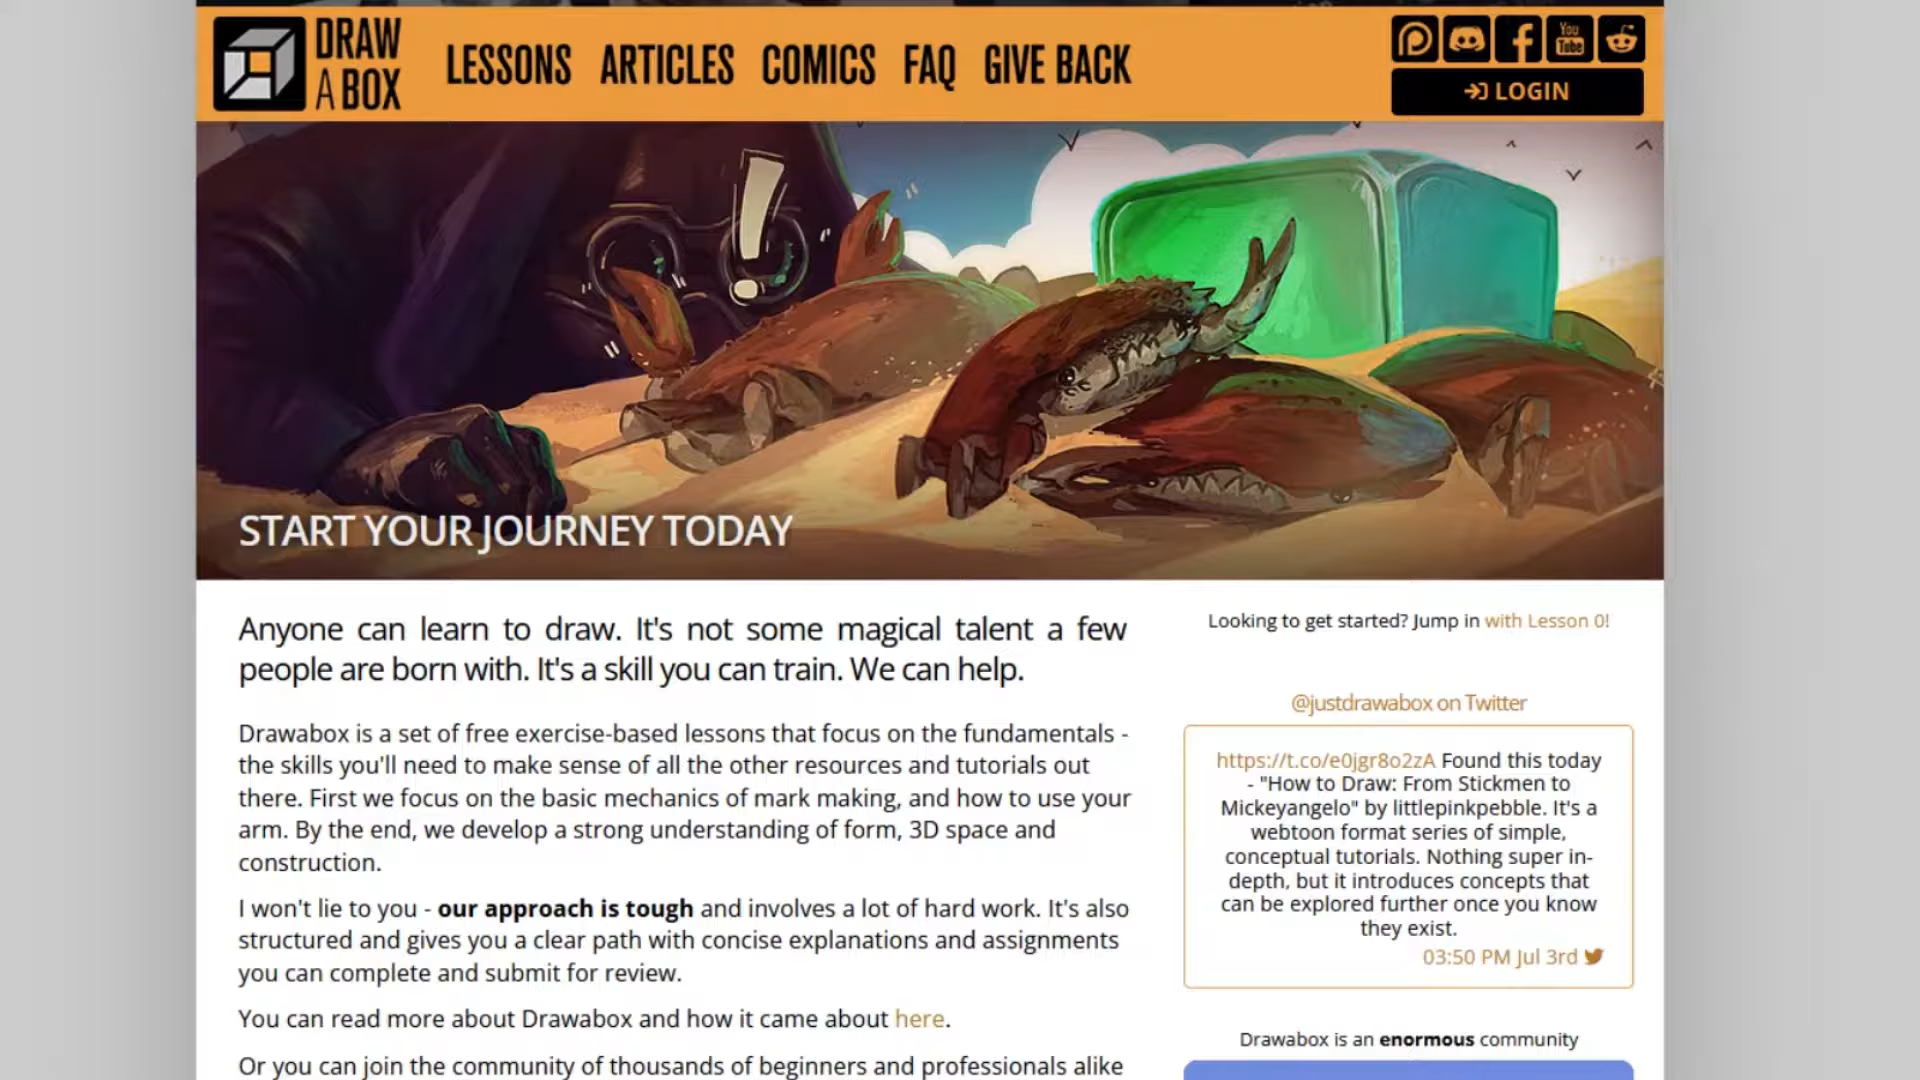 DRAW
A BOX
LESSONS ARTICLES COMICS FAQ GIVE BACK
You
Tube
LOGIN
START YOUR JOURNEY TODAY
Anyone can learn to draw. It's not some magical talent a few
people are born with. It's a skill you can train. We can help.
Drawabox is a set of free exercise-based lessons that focus on the fundamentals -
the skills you'll need to make sense of all the other resources and tutorials out
there. First we focus on the basic mechanics of mark making, and how to use your
arm. By the end, we develop a strong understanding of form, 3D space and
construction.
I won't lie to you - our approach is tough and involves a lot of hard work. It's also
structured and gives you a clear path with concise explanations and assignments
you can complete and submit for review.
You can read more about Drawabox and how it came about here.
Or you can join the community of thousands of beginners and professionals alike
Looking to get started? Jump in with Lesson 0!
@justdrawabox on Twitter
https://t.co/e0jgr8o2zA Found this today
- "How to Draw: From Stickmen to
Mickeyangelo" by littlepinkpebble. It's a
webtoon format series of simple,
conceptual tutorials. Nothing super in-
depth, but it introduces concepts that
can be explored further once you know
they exist.
03:50 PM Jul 3rd
Drawabox is an enormous community